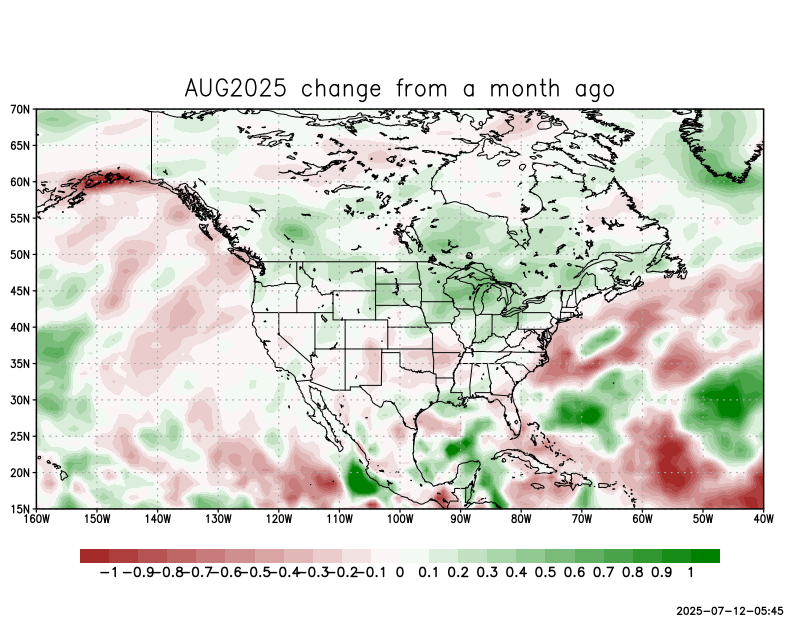 AUG2025 change from a month ago
70N
65N
60N
55N
50N
45N
40N
35N
30N
25N
20N
15N
160W 150W 140W 130W 120W 110W 100W 90W 80W 70W 60W 50W 40W
−1 −0.9 −0.8 −0.7 −0.6 −0.5 −0.4 −0.3 −0.2 −0.1 0 0.1 0.2 0.3 0.4 0.5 0.6 0.7 0.8 0.9 1
2025−07−12−05:45